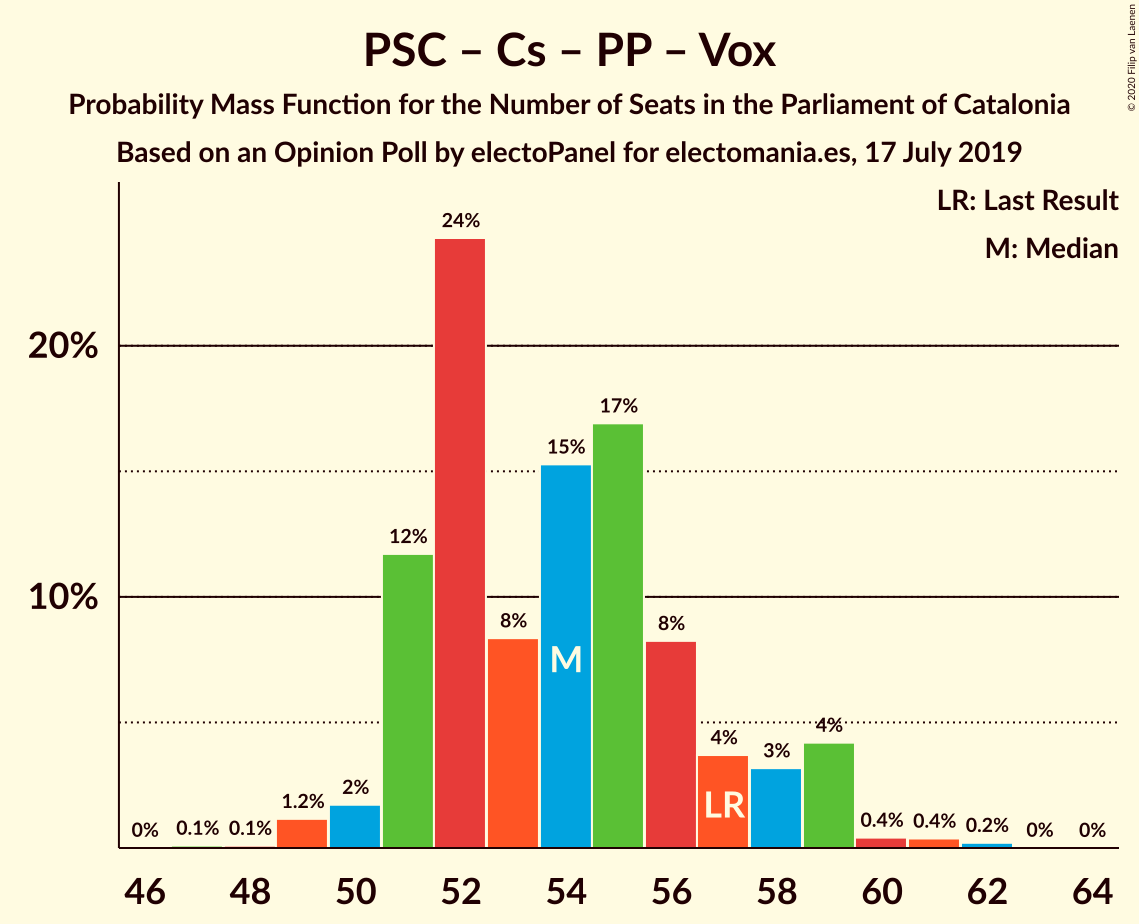 PSC – Cs – PP – Vox
Probability Mass Function for the Number of Seats in the Parliament of Catalonia
Based on an Opinion Poll by electoPanel for electomania.es, 17 July 2019
© 2020 Filip van Laenen
LR: Last Result
M: Median
20%
10%
0%
0.1%
0.1%
1.2%
2%
12%
24%
8%
15%
17%
8%
4%
3%
4%
0.4%
0.4%
0.2%
0%
0%
M
LR
46 48 50 52 54 56 58 60 62 64